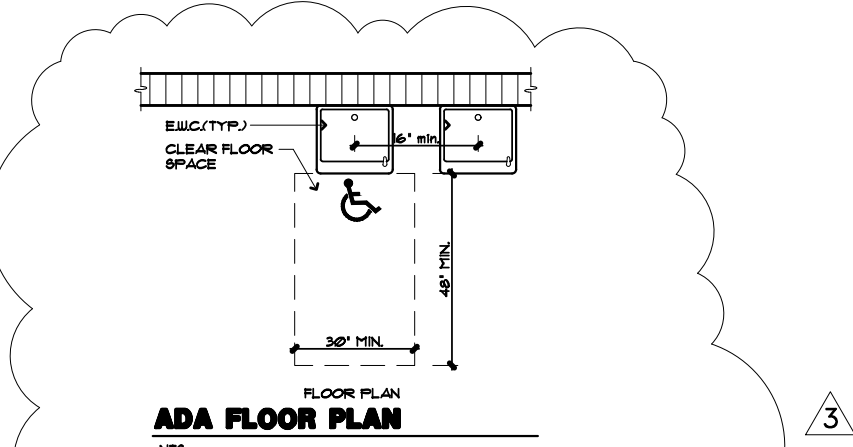 E.W.C.(TYP.)
16" min.
CLEAR FLOOR
SPACE
48" MIN.
30" MIN.
FLOOR PLAN
ADA FLOOR PLAN
3